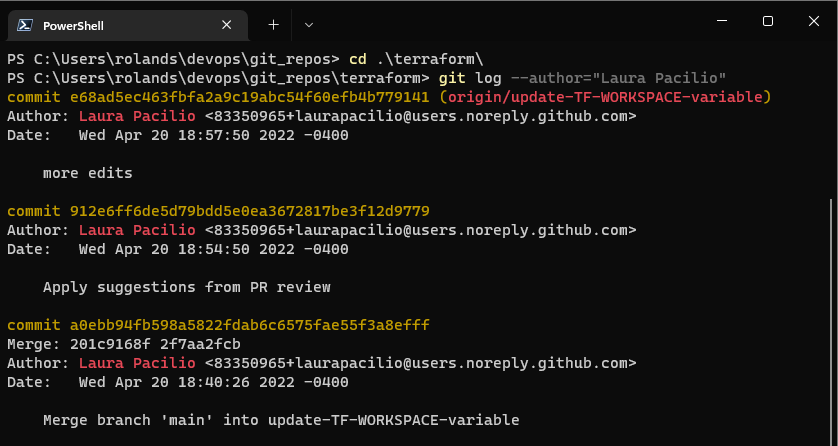 PowerShell
PS C:\Users\rolands\devops\git_repos> cd .\terraform\
PS C:\Users\rolands\devops\git_repos\terraform> git log --author="Laura Pacilio"
commit e68ad5ec463fbfa2a9c19abc54f60efb4b779141 (origin/update-TF-WORKSPACE-variable)
Author: Laura Pacilio <83350965+laurapacilio@users.noreply.github.com>
Date:   Wed Apr 20 18:57:50 2022 -0400
more edits
commit 912e6ff6de5d79bdd5e0ea3672817be3f12d9779
Author: Laura Pacilio <83350965+laurapacilio@users.noreply.github.com>
Date:   Wed Apr 20 18:54:50 2022 -0400
Apply suggestions from PR review
commit a0ebb94fb598a5822fdab6c6575fae55f3a8efff
Merge: 201c9168f 2f7aa2fcb
Author: Laura Pacilio <83350965+laurapacilio@users.noreply.github.com>
Date:   Wed Apr 20 18:40:26 2022 -0400
Merge branch 'main' into update-TF-WORKSPACE-variable